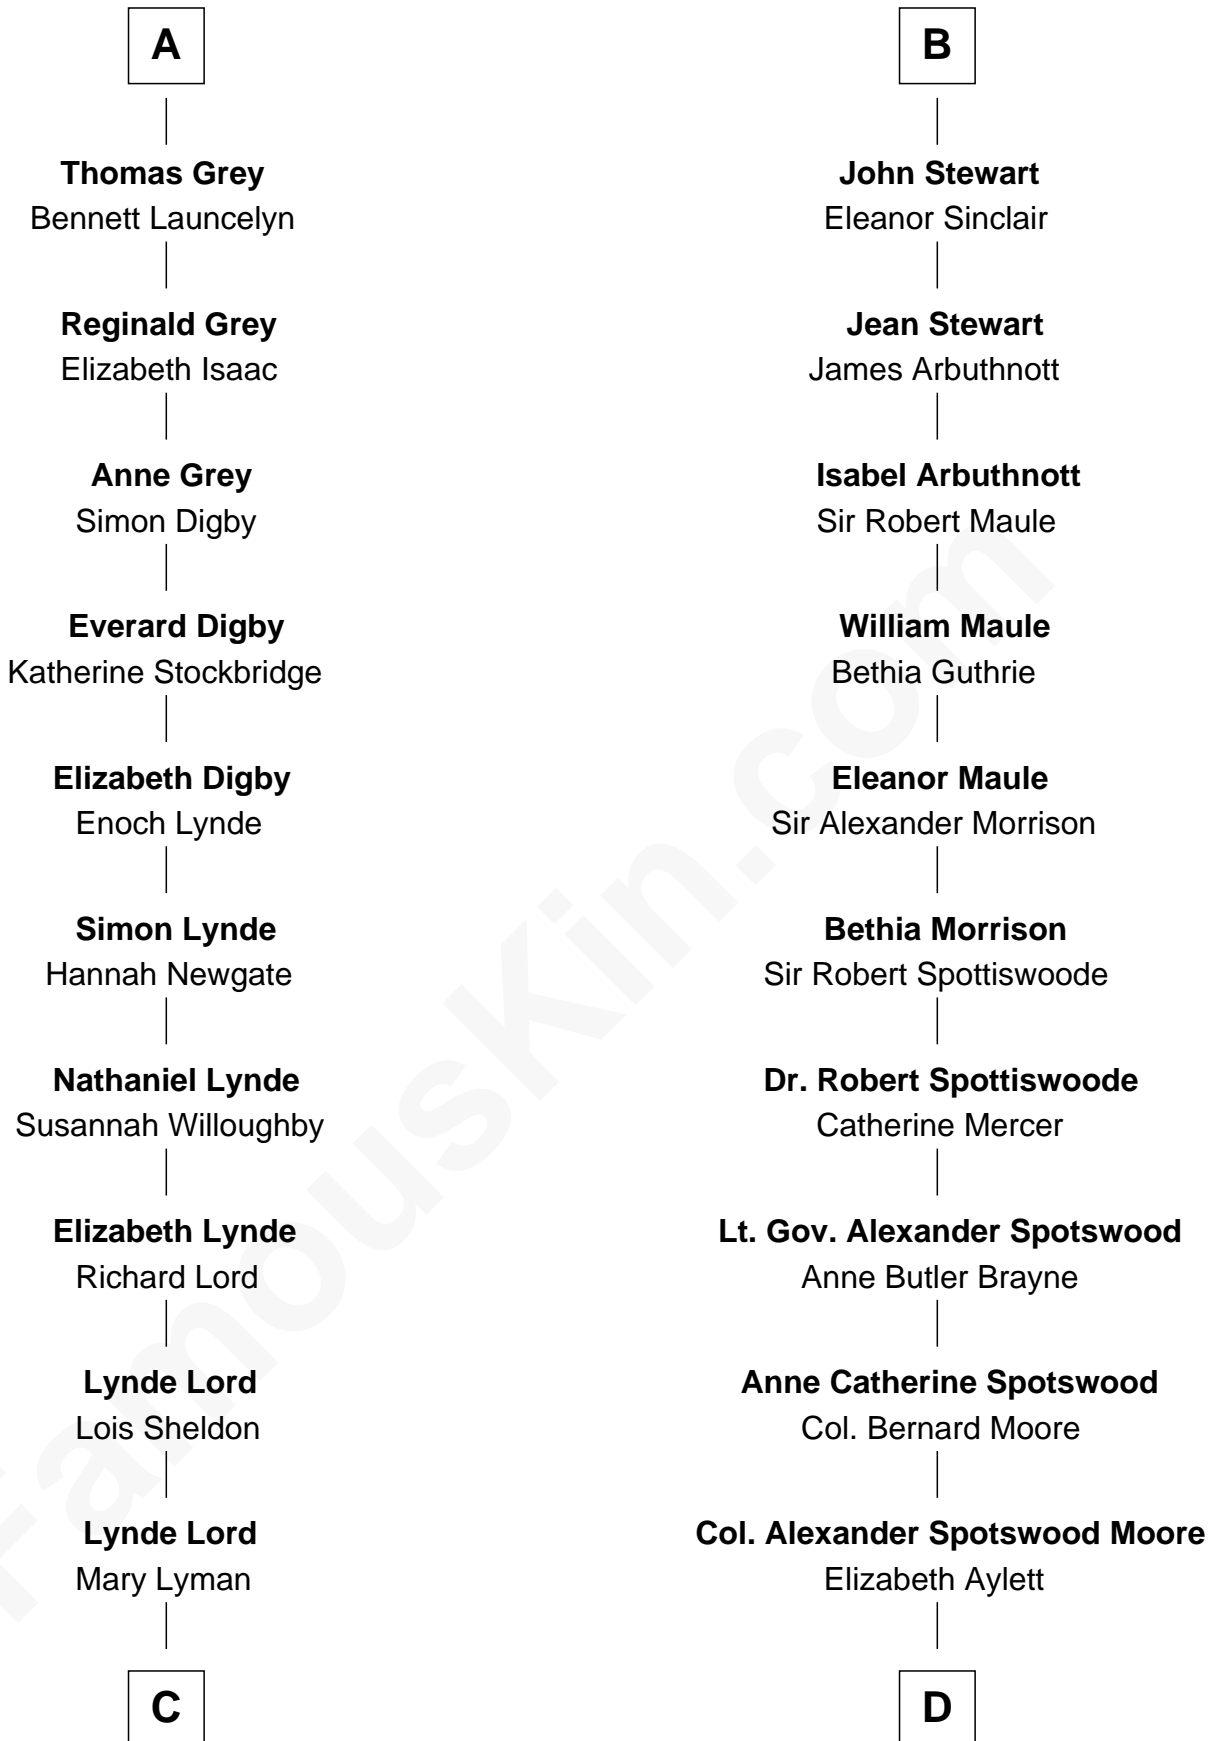 A
Thomas Grey
Bennett Launcelyn
Reginald Grey
Elizabeth Isaac
Anne Grey
Simon Digby
Everard Digby
Katherine Stockbridge
Elizabeth Digby
Enoch Lynde
Simon Lynde
Hannah Newgate
Nathaniel Lynde
Susannah Willoughby
Elizabeth Lynde
Richard Lord
Lynde Lord
Lois Sheldon
Lynde Lord
Mary Lyman
C
B
John Stewart
Eleanor Sinclair
Jean Stewart
James Arbuthnott
Isabel Arbuthnott
Sir Robert Maule
William Maule
Bethia Guthrie
Eleanor Maule
Sir Alexander Morrison
Bethia Morrison
Sir Robert Spottiswoode
Dr. Robert Spottiswoode
Catherine Mercer
Lt. Gov. Alexander Spotswood
Anne Butler Brayne
Anne Catherine Spotswood
Col. Bernard Moore
Col. Alexander Spotswood Moore
Elizabeth Aylett
D
FamousKin.com